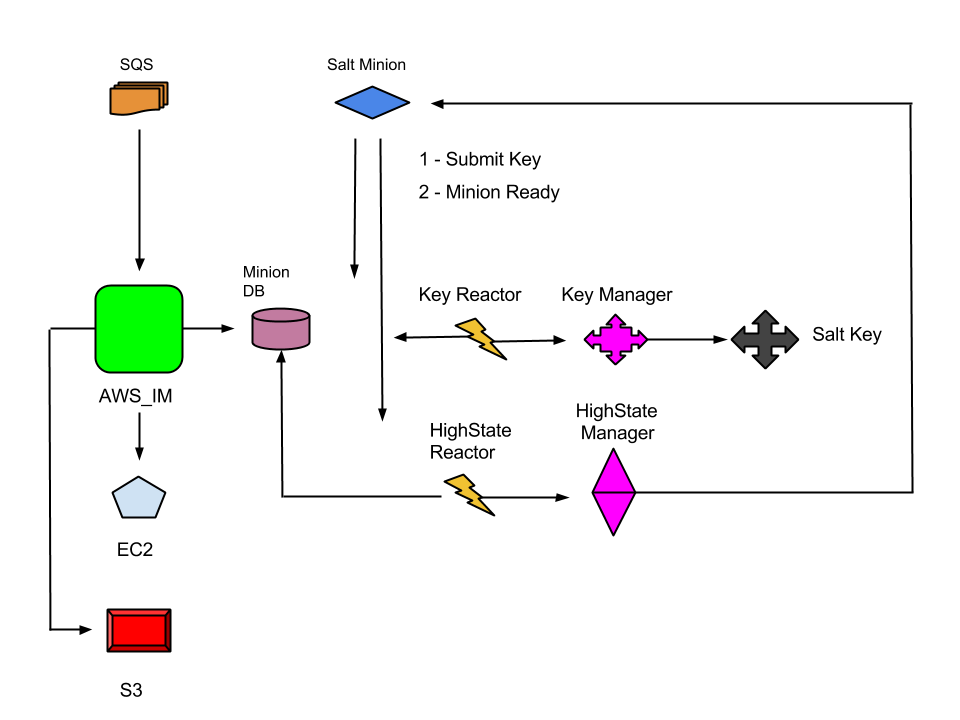 SQS
Salt Minion
1 - Submit Key
2 - Minion Ready
Minion
DB
Key Reactor
Key Manager
Salt Key
AWS_IM
HighState
Reactor
HighState
Manager
EC2
S3